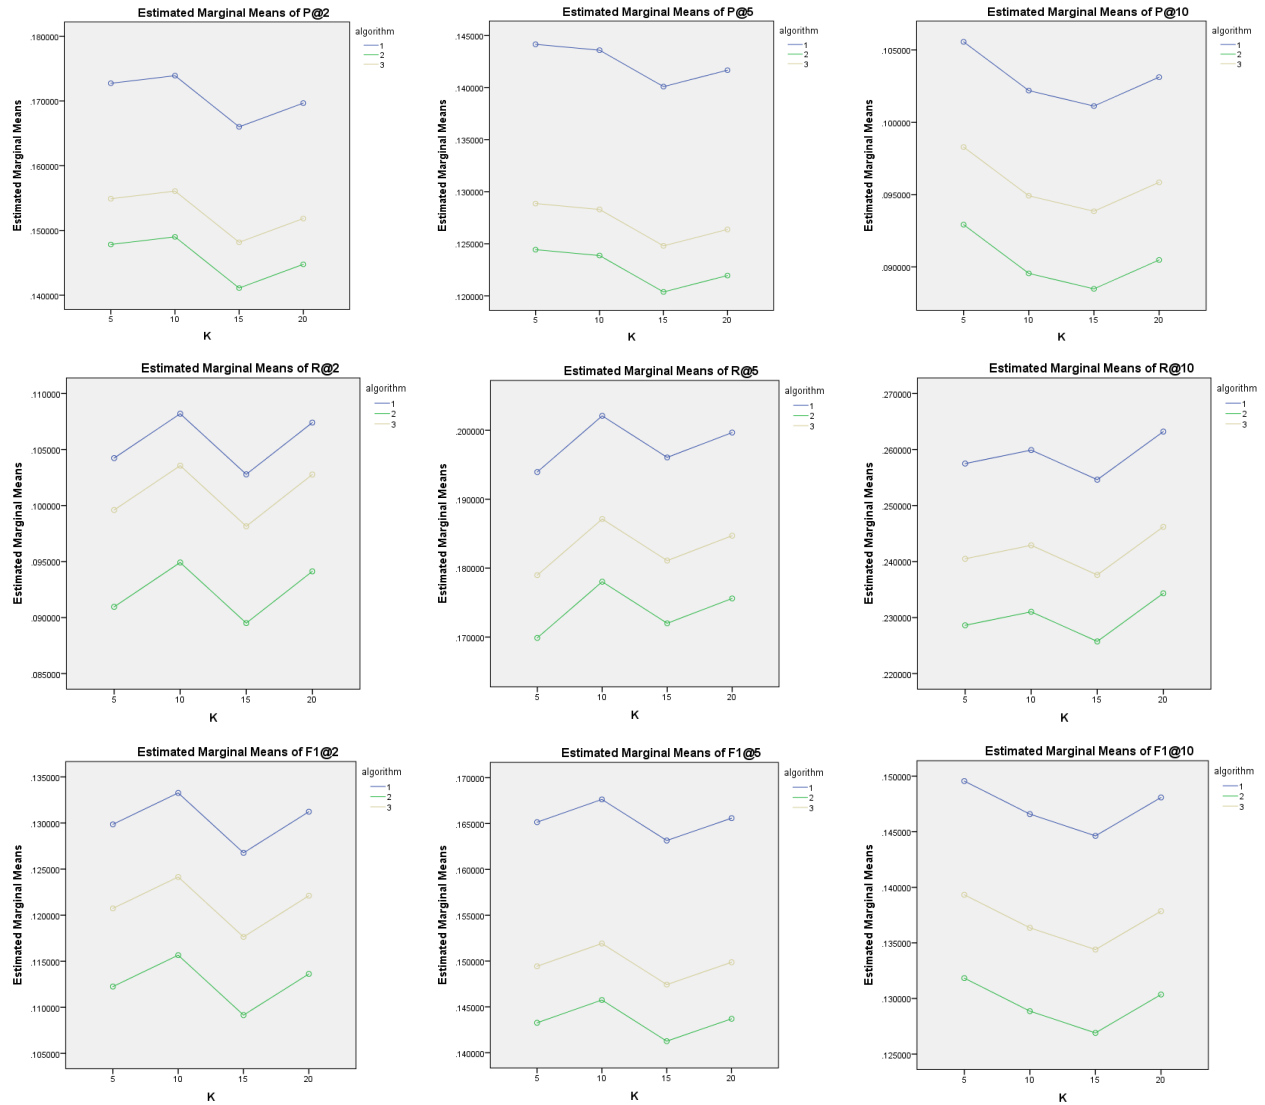 Estimated Marginal Means of P@2
algorithm
1
2
3
Estimated Marginal Means
.180000
.170000
.160000
.150000
.140000
5 10 15 20
K
Estimated Marginal Means of P@5
algorithm
1
2
3
Estimated Marginal Means
.145000
.140000
.135000
.130000
.125000
.120000
5 10 15 20
K
Estimated Marginal Means of P@10
algorithm
1
2
3
Estimated Marginal Means
.105000
.100000
.095000
.090000
5 10 15 20
K
Estimated Marginal Means of R@2
algorithm
1
2
3
Estimated Marginal Means
.110000
.105000
.100000
.095000
.090000
.085000
5 10 15 20
K
Estimated Marginal Means of R@5
algorithm
1
2
3
Estimated Marginal Means
.200000
.190000
.180000
.170000
5 10 15 20
K
Estimated Marginal Means of R@10
algorithm
1
2
3
Estimated Marginal Means
.270000
.260000
.250000
.240000
.230000
.220000
5 10 15 20
K
Estimated Marginal Means of F1@2
algorithm
1
2
3
Estimated Marginal Means
.135000
.130000
.125000
.120000
.115000
.110000
.105000
5 10 15 20
K
Estimated Marginal Means of F1@5
algorithm
1
2
3
Estimated Marginal Means
.170000
.165000
.160000
.155000
.150000
.145000
.140000
5 10 15 20
K
Estimated Marginal Means of F1@10
algorithm
1
2
3
Estimated Marginal Means
.150000
.145000
.140000
.135000
.130000
.125000
5 10 15 20
K